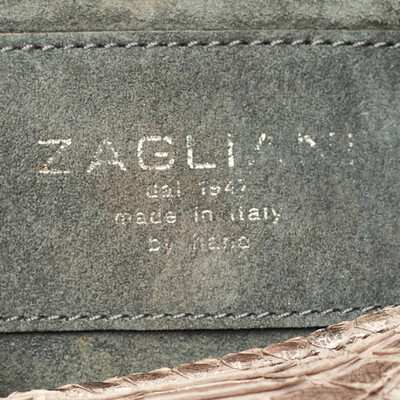 ZAGLIANI
dal 1947
made in italy
by hand